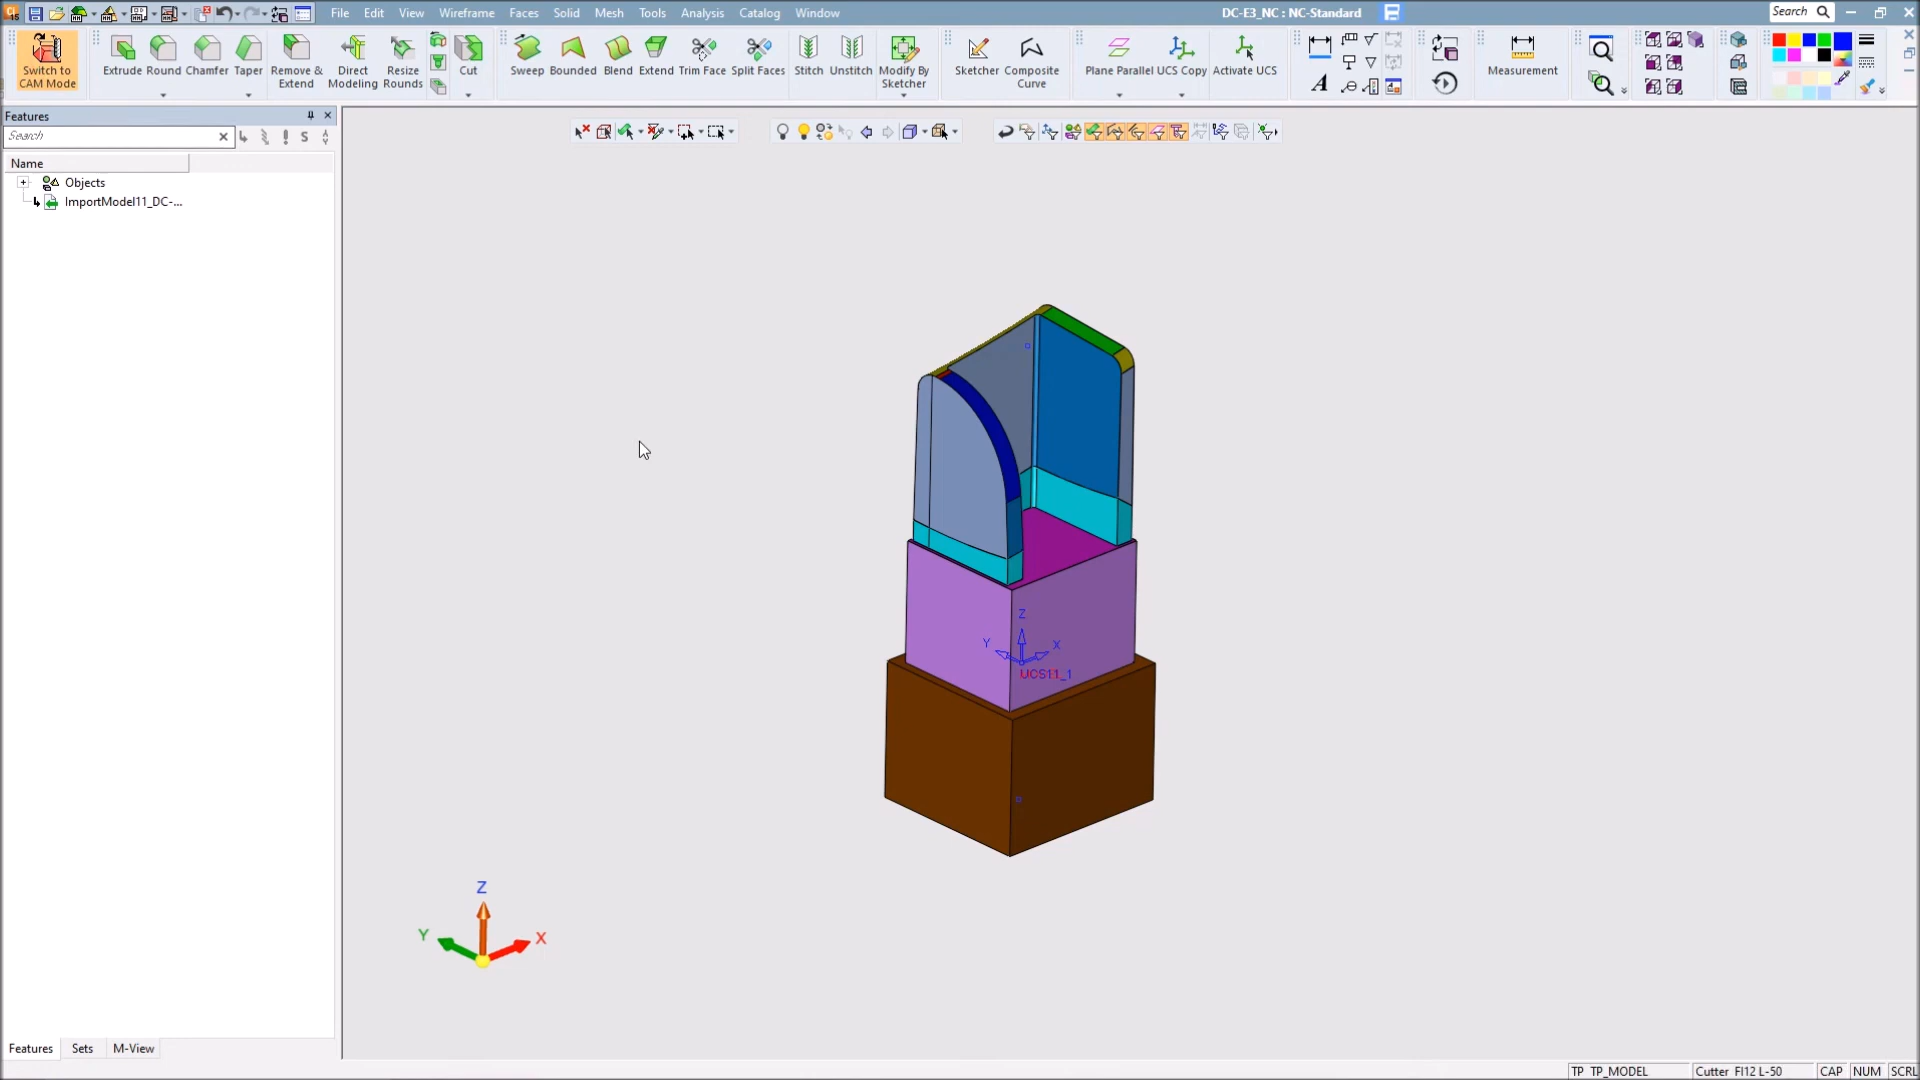 File Edit View Wireframe Faces Solid Mesh Tools Analysis Catalog Window
DC-E3_NC : NC-Standard
Search
Switch to CAM Mode
Extrude
Round
Chamfer
Taper
Remove & Extend
Direct Modeling
Resize Rounds
Cut
Sweep
Bounded
Blend
Extend
Trim Face
Split Faces
Stitch
Unstitch
Modify By Sketcher
Sketcher
Composite Curve
Plane Parallel
UCS Copy
Activate UCS
A
Measurement
Features
Search
S
Name
Objects
ImportModel11_DC-...
Z
Y
X
UCS11_1
Z
Y
X
Features Sets M-View
TP TP_MODEL
Cutter FI12 L-50
CAP NUM SCRL